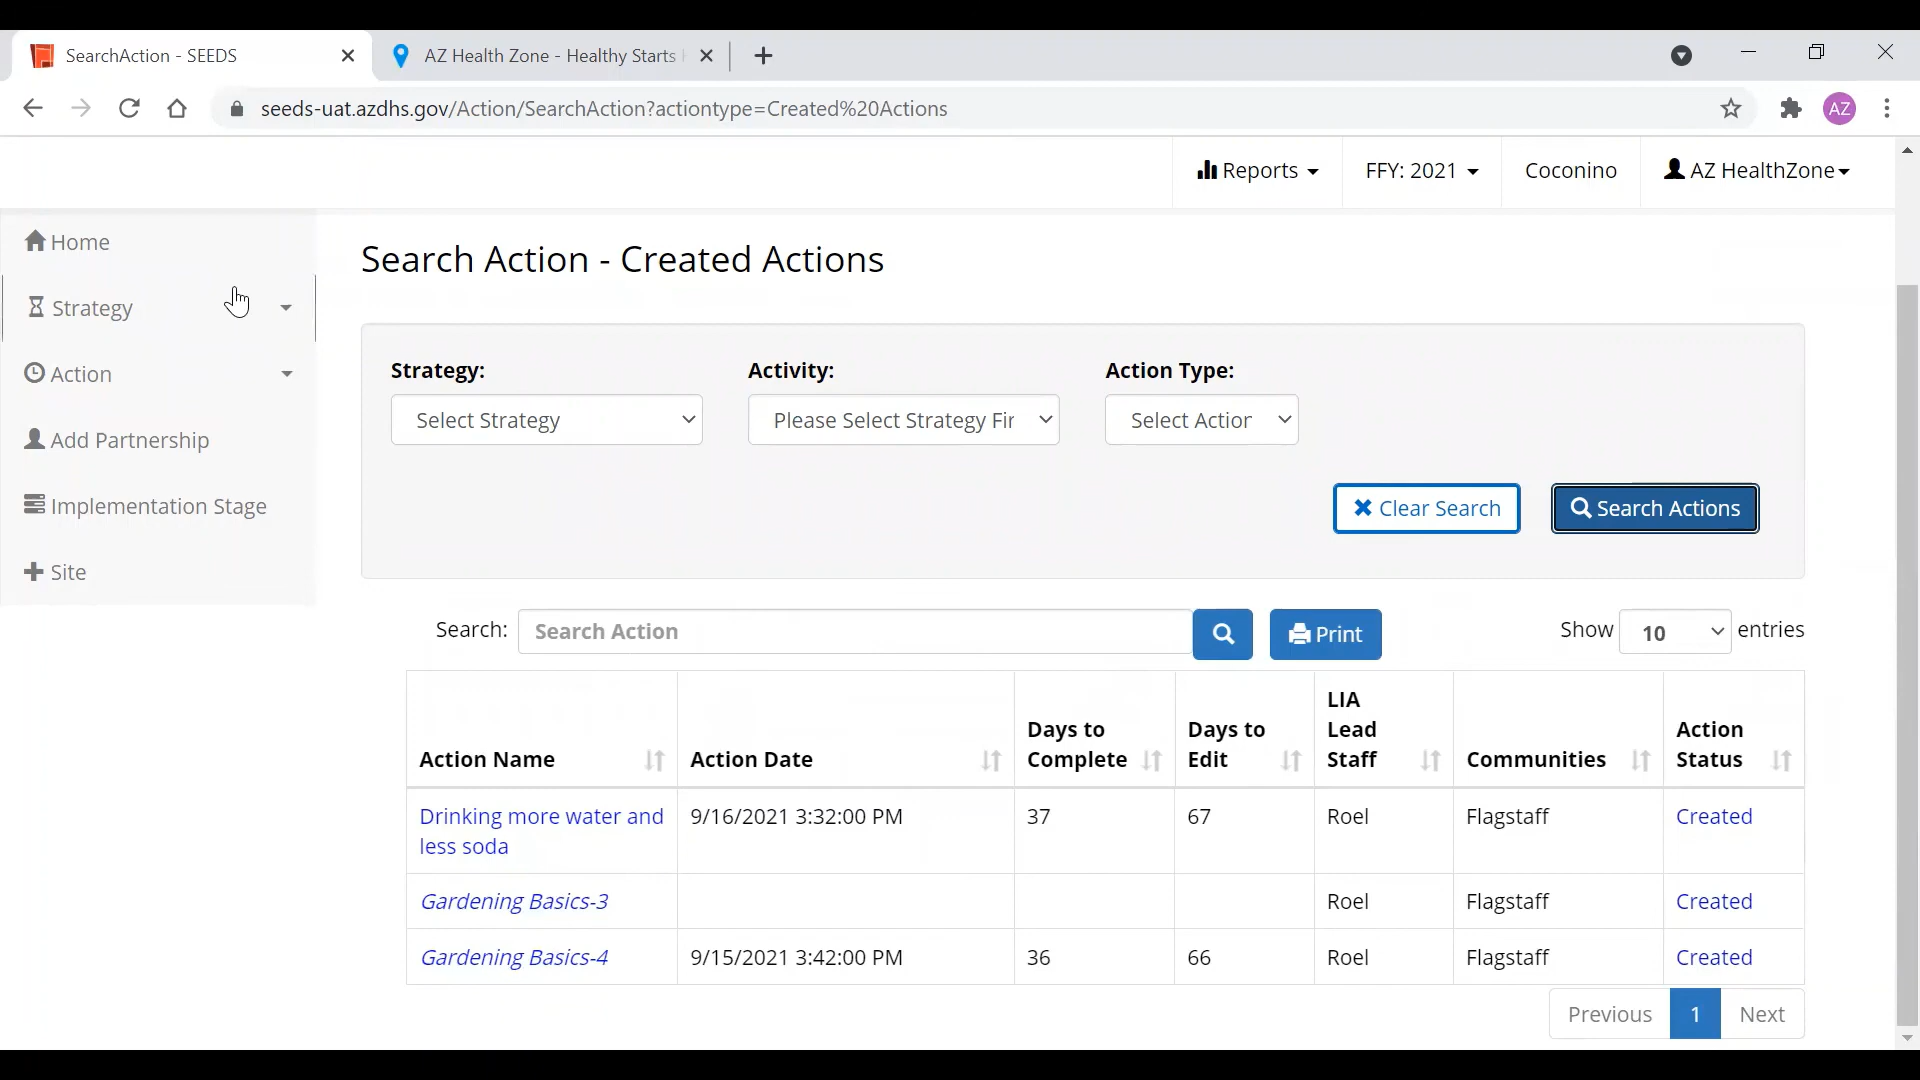 SearchAction - SEEDS
AZ Health Zone - Healthy Starts
seeds-uat.azdhs.gov/Action/SearchAction?actiontype=Created%20Actions
AZ
Reports
FFY: 2021
Coconino
AZ HealthZone
Home
Strategy
Action
Add Partnership
Implementation Stage
Site
Search Action - Created Actions
Strategy: Activity: Action Type:
Select Strategy Please Select Strategy Fir Select Action
Clear Search Search Actions
Search: Search Action Print Show 10 entries
LIA
Days to Days to Lead Action
Action Name Action Date Complete Edit Staff Communities Status
Drinking more water and 9/16/2021 3:32:00 PM 37 67 Roel Flagstaff Created
less soda
Gardening Basics-3 Roel Flagstaff Created
Gardening Basics-4 9/15/2021 3:42:00 PM 36 66 Roel Flagstaff Created
Previous 1 Next